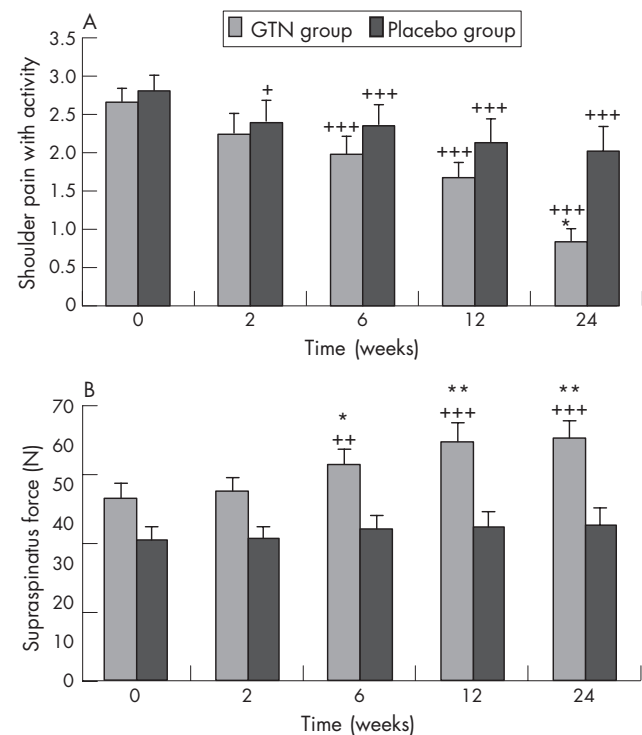 A
GTN group Placebo group
Shoulder pain with activity
3.5
3.0
2.5
2.0
1.5
1.0
0.5
0
+
+++
+++
+++
+++
+++
+++
*
0 2 6 12 24
Time (weeks)
B
Supraspinatus force (N)
70
60
50
40
30
20
10
0
* ** **
++ +++ +++
0 2 6 12 24
Time (weeks)